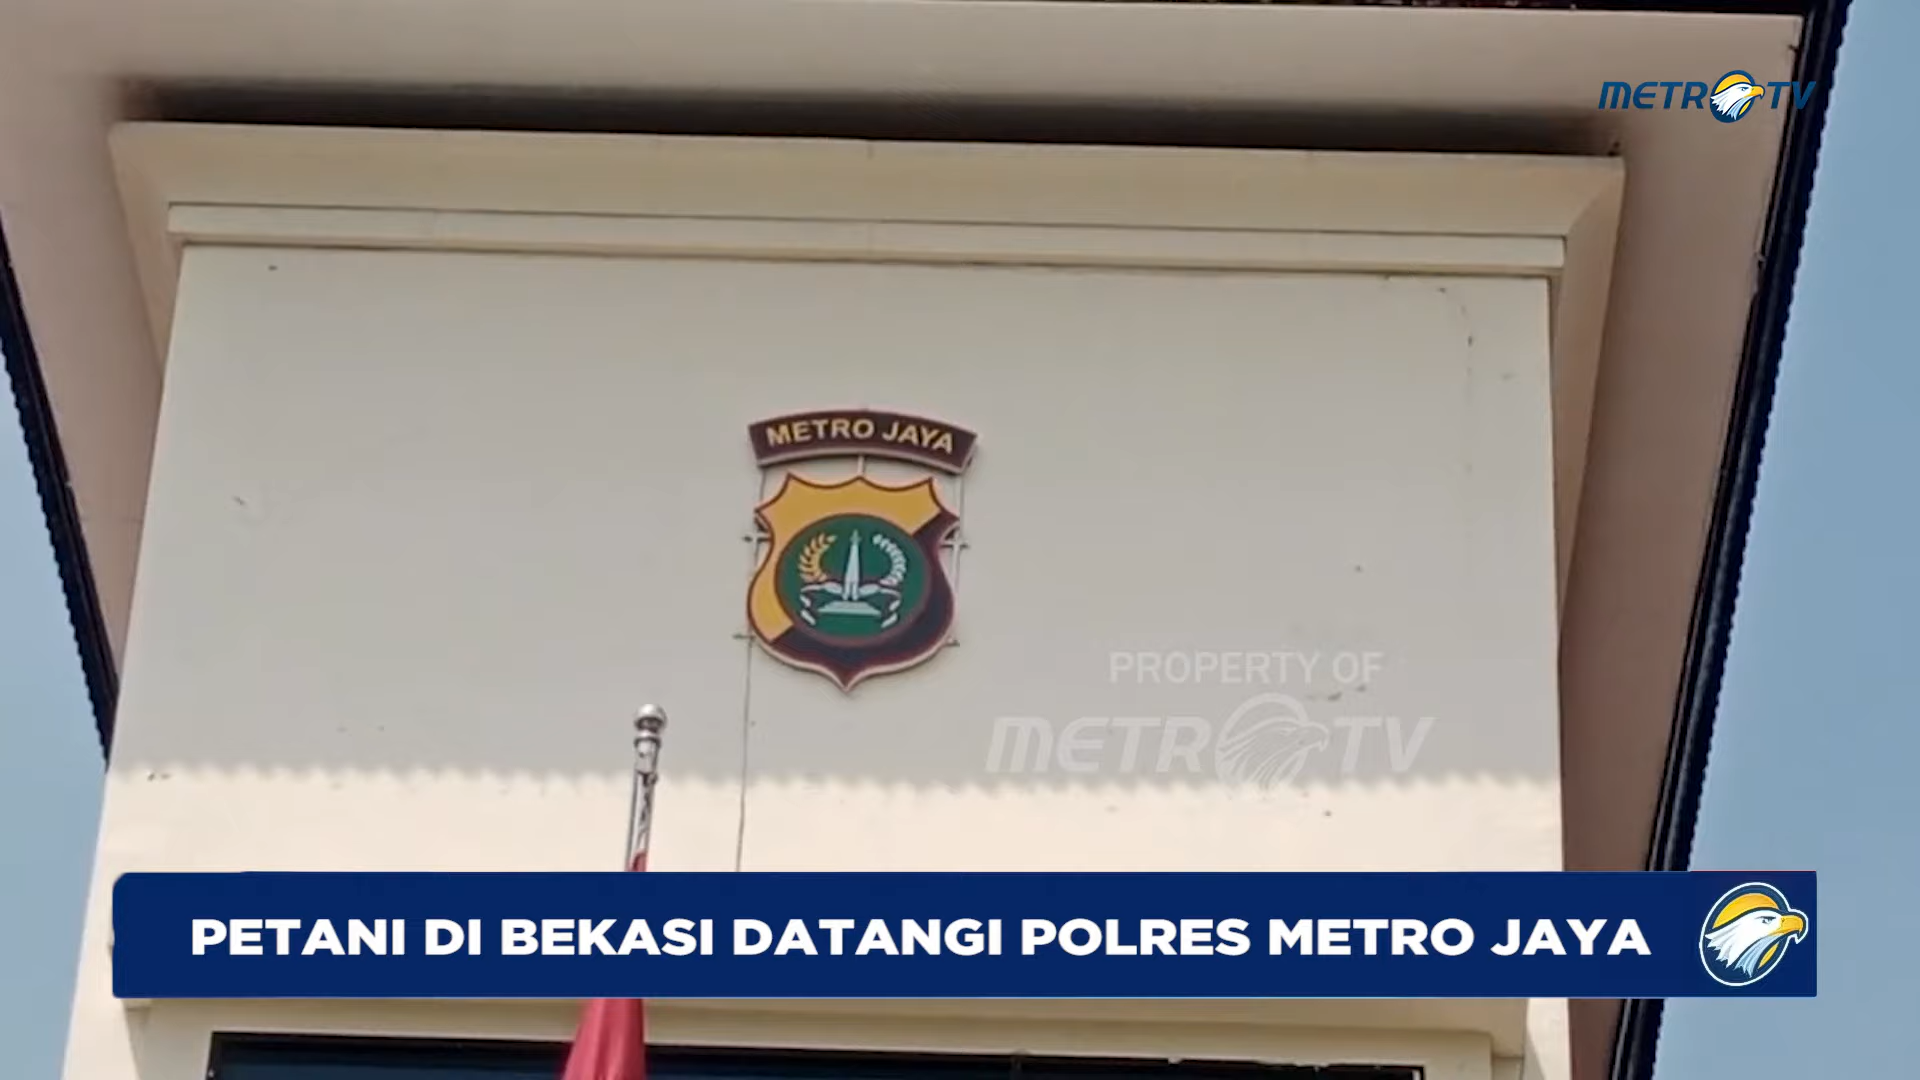 METRO TV
METRO JAYA
PROPERTY OF
METRO TV
PETANI DI BEKASI DATANGI POLRES METRO JAYA